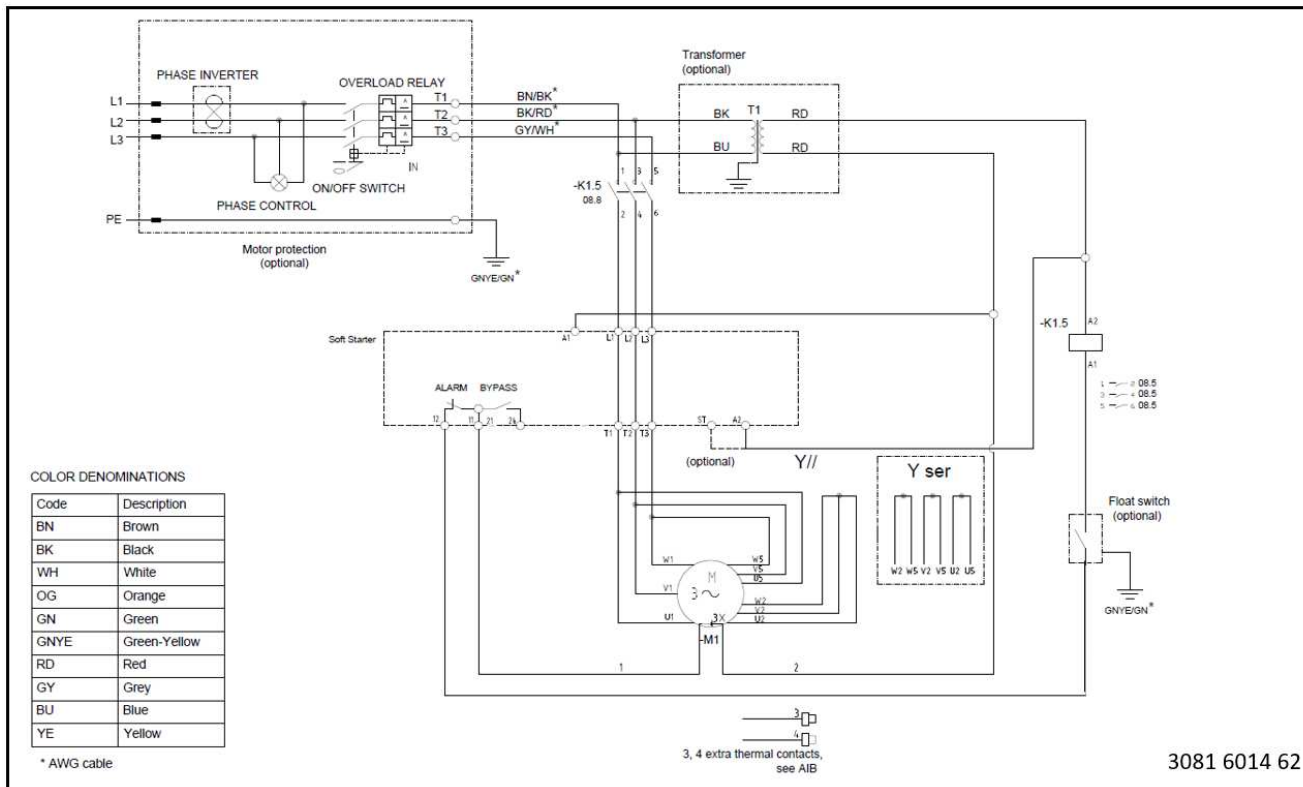 PHASE INVERTER
OVERLOAD RELAY
L1
L2
L3
T1
T2
T3
BN/BK*
BK/RD*
GY/WH*
IN
ON/OFF SWITCH
PHASE CONTROL
PE
Motor protection
(optional)
GNYE/GN*
Transformer
(optional)
BK T1 RD
BU RD
1 3 5
-K1.5
08.8
2 4 6
Soft Starter
A1 L1 L2 L3
ALARM BYPASS
12 11 21 24
T1 T2 T3
ST A2
(optional)
Y//
Y ser
W2 W5 V2 V5 U2 U5
-K1.5
A2
A1
1 2 08.5
3 4 08.5
5 6 08.5
Float switch
(optional)
GNYE/GN*
W1
V1
U1
M
3~
3X
-M1
W5
V5
U5
W2
V2
U2
1
2
3
4
3, 4 extra thermal contacts,
see AIB
COLOR DENOMINATIONS
Code Description
BN Brown
BK Black
WH White
OG Orange
GN Green
GNYE Green-Yellow
RD Red
GY Grey
BU Blue
YE Yellow
* AWG cable
3081 6014 62